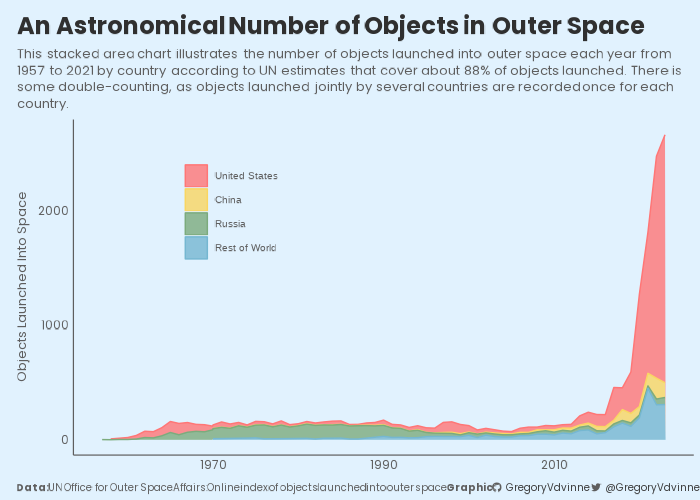 An Astronomical Number of Objects in Outer Space
This stacked area chart illustrates the number of objects launched into outer space each year from
1957 to 2021 by country according to UN estimates that cover about 88% of objects launched. There is
some double-counting, as objects launched jointly by several countries are recorded once for each
country.
Objects Launched Into Space
2000
1000
0
United States
China
Russia
Rest of World
1970
1990
2010
Data: UN Office for Outer Space Affairs: Online index of objects launched into outer space Graphic: GregoryVdvinne @GregoryVdvinne